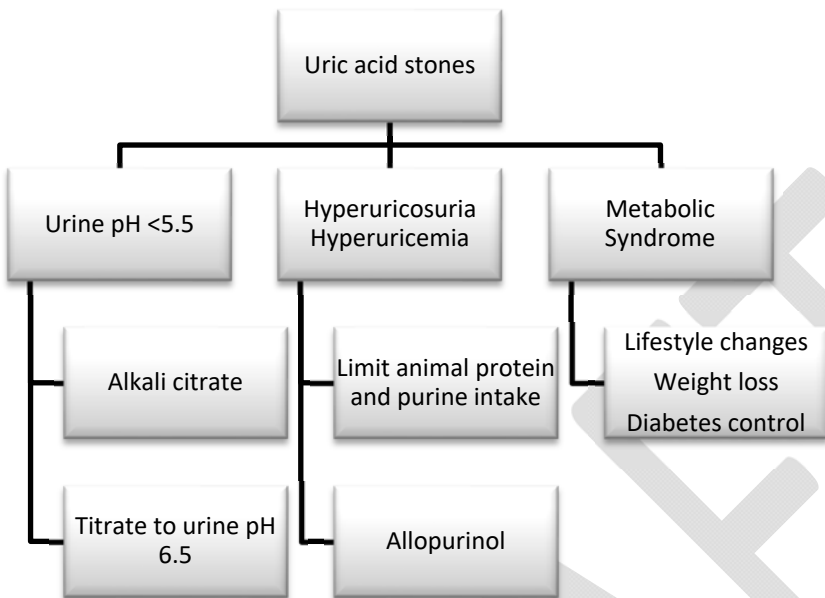 Uric acid stones
Urine pH <5.5
Hyperuricosuria
Hyperuricemia
Metabolic
Syndrome
Alkali citrate
Limit animal protein
and purine intake
Lifestyle changes
Weight loss
Diabetes control
Titrate to urine pH
6.5
Allopurinol